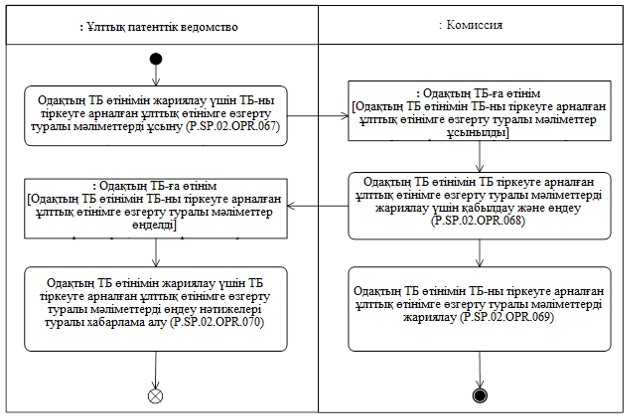 : Ұлттық патенттік ведомство
: Комиссия
Одақтың ТБ өтінімін жариялау үшін ТБ-ны
тіркеуге арналған ұлттық өтінімге өзгерту
туралы мәліметтерді ұсыну (P.SP.02.OPR.067)
: Одақтың ТБ-ға өтінім
[Одақтың ТБ өтінімін ТБ-ны тіркеуге арналған
ұлттық өтінімге өзгерту туралы мәліметтер
ұсынылды]
: Одақтың ТБ-ға өтінім
[Одақтың ТБ өтінімін ТБ-ны тіркеуге арналған
ұлттық өтінімге өзгерту туралы мәліметтер
өңделді]
Одақтың ТБ өтінімін ТБ тіркеуге арналған
ұлттық өтінімге өзгерту туралы мәліметтерді
жариялау үшін қабылдау және өңдеу
(P.SP.02.OPR.068)
Одақтың ТБ өтінімін жариялау үшін ТБ
тіркеуге арналған ұлттық өтінімге өзгерту
туралы мәліметтерді өңдеу нәтижелері
туралы хабарлама алу (P.SP.02.OPR.070)
Одақтың ТБ өтінімін ТБ-ны тіркеуге арналған
ұлттық өтінімге өзгерту туралы мәліметтерді
жариялау (P.SP.02.OPR.069)